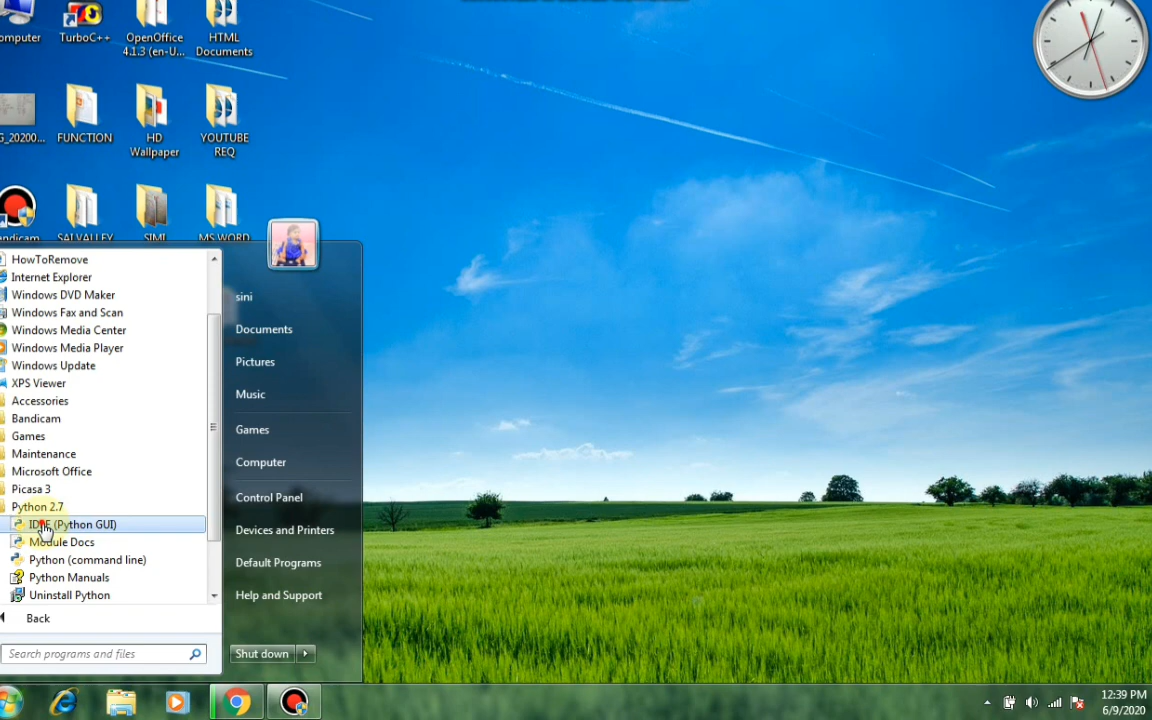 omputer
TurboC++
OpenOffice
4.1.3 (en-U...
HTML
Documents
G_20200...
FUNCTION
HD
Wallpaper
YOUTUBE
REQ
andicam
SAI VALLEY
SIMI
MS WORD
HowToRemove
Internet Explorer
Windows DVD Maker
Windows Fax and Scan
Windows Media Center
Windows Media Player
Windows Update
XPS Viewer
Accessories
Bandicam
Games
Maintenance
Microsoft Office
Picasa 3
Python 2.7
IDLE (Python GUI)
Module Docs
Python (command line)
Python Manuals
Uninstall Python
Back
Search programs and files
sini
Documents
Pictures
Music
Games
Computer
Control Panel
Devices and Printers
Default Programs
Help and Support
Shut down
12:39 PM
6/9/2020